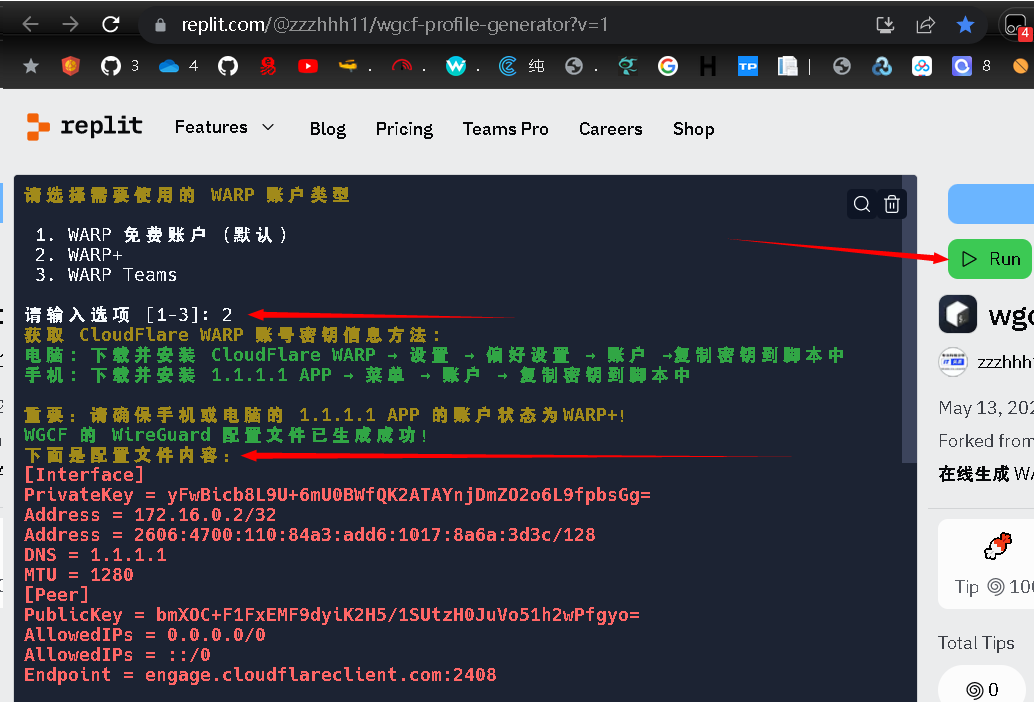 replit.com/@zzzhhh11/wgcf-profile-generator?v=1
4
3 4 . . . 纯 . H TP | 8
replit Features Blog Pricing Teams Pro Careers Shop
请选择需要使用的 WARP 账户类型
1. WARP 免费账户 (默认)
2. WARP+
3. WARP Teams
请输入选项 [1-3]: 2
获取 CloudFlare WARP 账号密钥信息方法:
电脑: 下载并安装 CloudFlare WARP → 设置 → 偏好设置 → 账户 →复制密钥到脚本中
手机: 下载并安装 1.1.1.1 APP → 菜单 → 账户 → 复制密钥到脚本中
重要: 请确保手机或电脑的 1.1.1.1 APP 的账户状态为WARP+!
WGCF 的 WireGuard 配置文件已生成成功!
下面是配置文件内容:
[Interface]
PrivateKey = yFwBicb8L9U+6mU0BWfQK2ATAYnjDmZO2o6L9fpbsGg=
Address = 172.16.0.2/32
Address = 2606:4700:110:84a3:add6:1017:8a6a:3d3c/128
DNS = 1.1.1.1
MTU = 1280
[Peer]
PublicKey = bmXOC+F1FxEMF9dyiK2H5/1SUtzH0JuVo51h2wPfgyo=
AllowedIPs = 0.0.0.0/0
AllowedIPs = ::/0
Endpoint = engage.cloudflareclient.com:2408
Run
wgc
zzzhhh
May 13, 202
Forked from
在线生成 WA
Tip 100
Total Tips
0